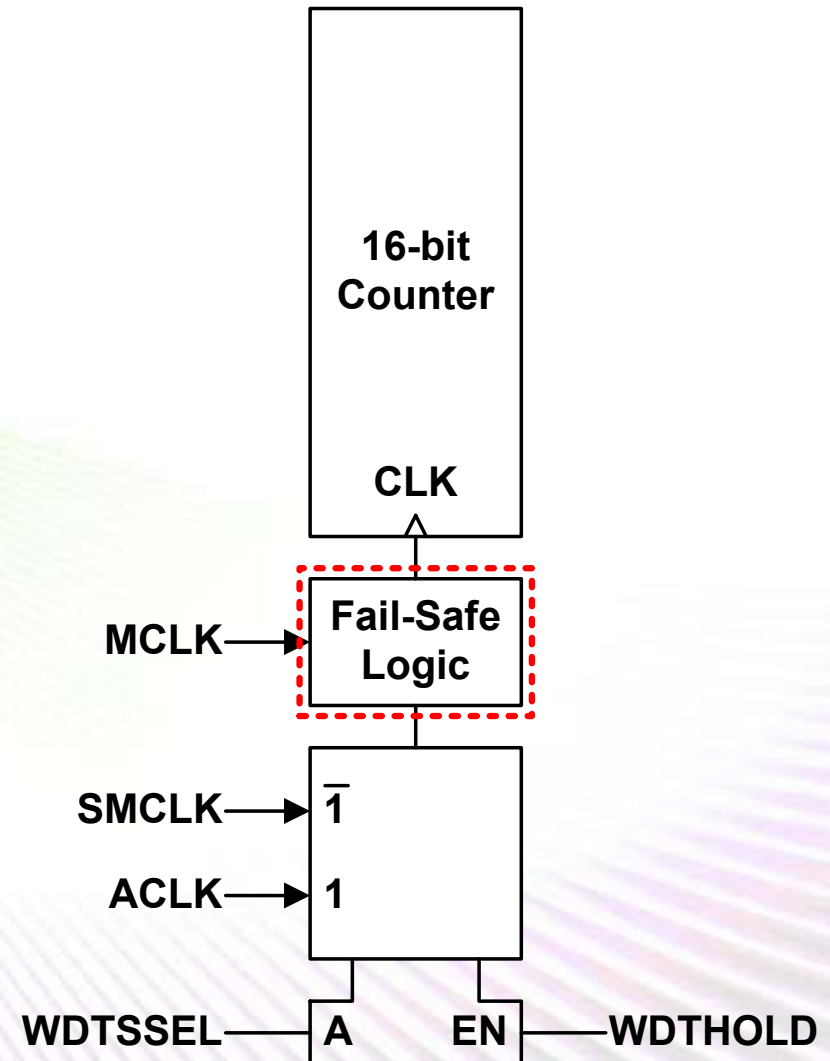 16-bit
Counter
CLK
MCLK
Fail-Safe
Logic
SMCLK
1̅
ACLK
1
WDTSSEL
A
EN
WDTHOLD